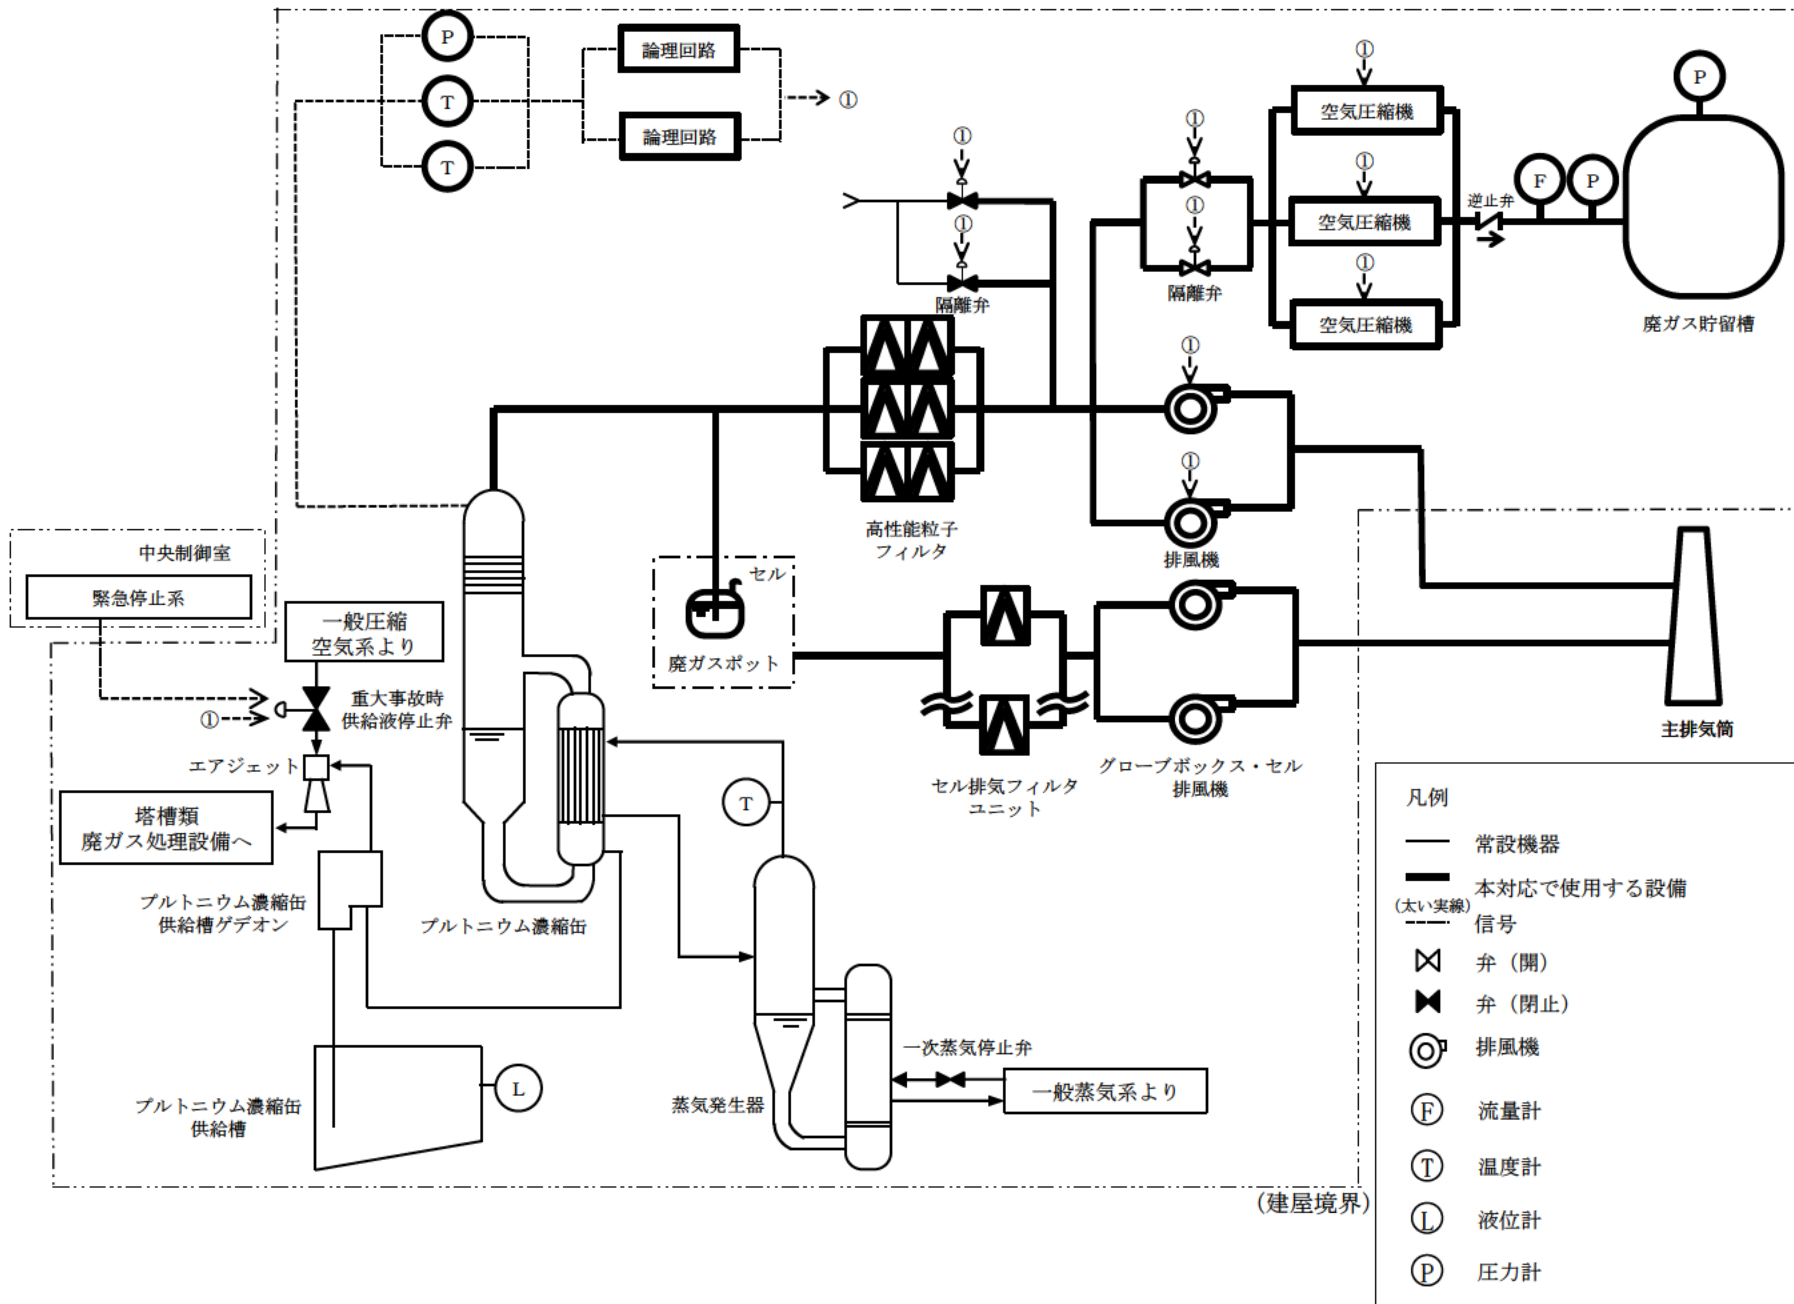 P
T
T
論理回路
論理回路
①
①
①
隔離弁
①
①
隔離弁
①
空気圧縮機
①
空気圧縮機
①
空気圧縮機
逆止弁
F
P
P
廃ガス貯留槽
高性能粒子
フィルタ
①
①
排風機
中央制御室
緊急停止系
一般圧縮
空気系より
重大事故時
供給液停止弁
①
エアジェット
塔槽類
廃ガス処理設備へ
プルトニウム濃縮缶
供給槽ゲデオン
プルトニウム濃縮缶
セル
廃ガスポット
セル排気フィルタ
ユニット
グローブボックス・セル
排風機
主排気筒
T
プルトニウム濃縮缶
供給槽
L
蒸気発生器
一次蒸気停止弁
一般蒸気系より
(建屋境界)
凡例
常設機器
本対応で使用する設備
(太い実線)
信号
弁（開）
弁（閉止）
排風機
F 流量計
T 温度計
L 液位計
P 圧力計